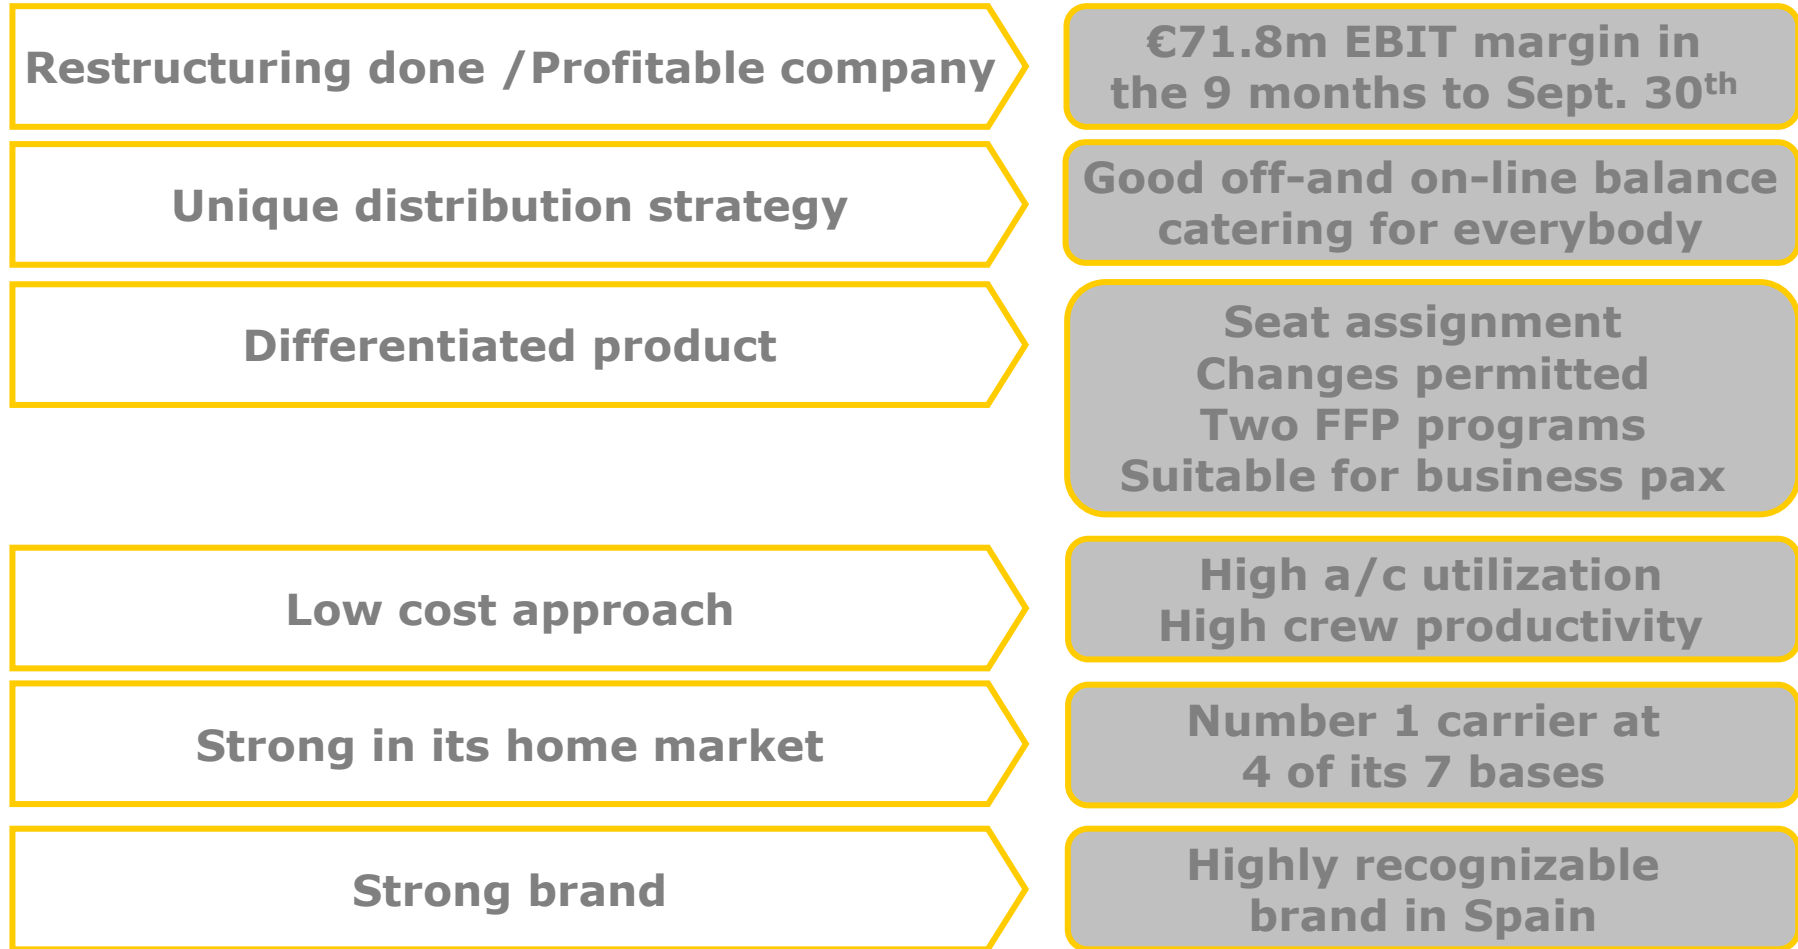 Restructuring done /Profitable company
€71.8m EBIT margin in
the 9 months to Sept. 30th
Unique distribution strategy
Good off-and on-line balance
catering for everybody
Differentiated product
Seat assignment
Changes permitted
Two FFP programs
Suitable for business pax
Low cost approach
High a/c utilization
High crew productivity
Strong in its home market
Number 1 carrier at
4 of its 7 bases
Strong brand
Highly recognizable
brand in Spain